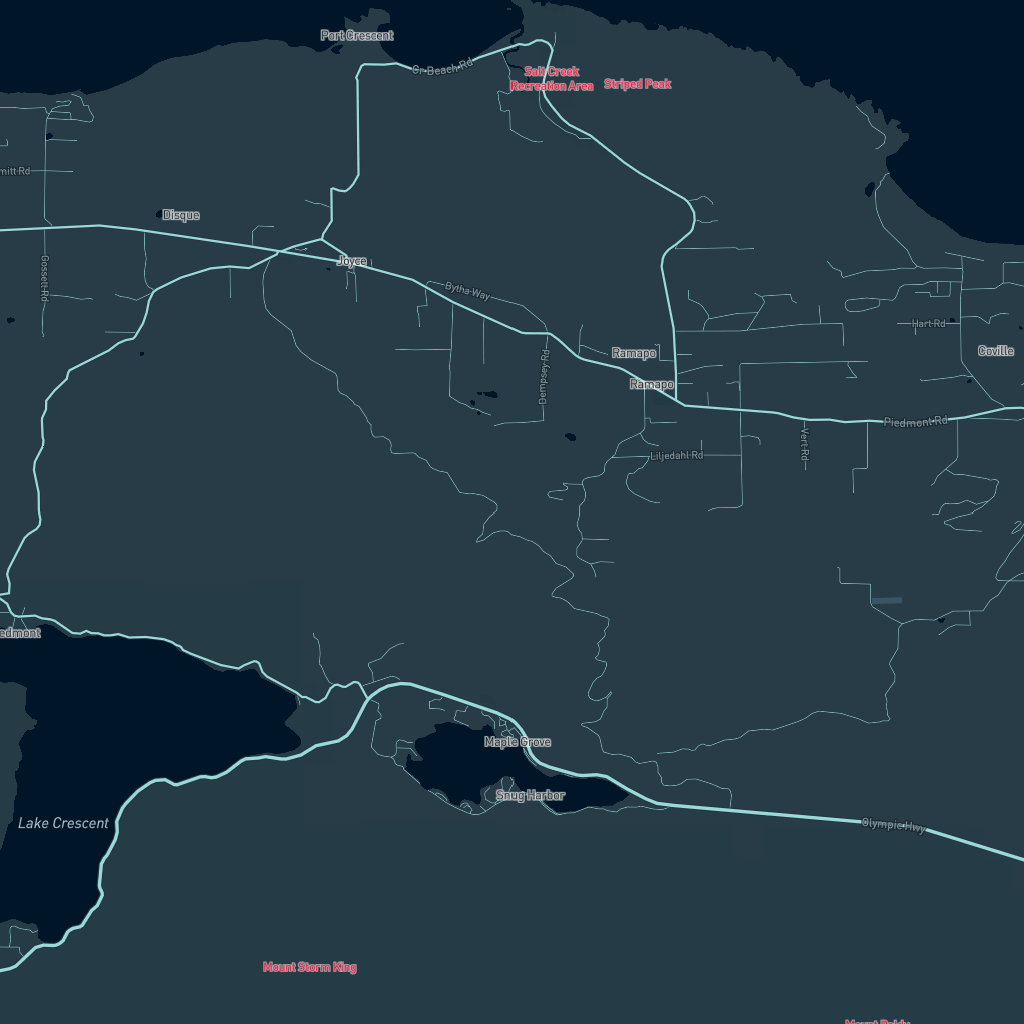 Port Crescent
Cr Beach Rd
Salt Creek
Recreation Area
Striped Peak
mitt Rd
Disque
Joyce
Gossett Rd
Bytha Way
Hart Rd
Ramapo
Coville
Dempsey Rd
Ramapo
Piedmont Rd
Vert Rd
Liljedahl Rd
edmont
Maple Grove
Snug Harbor
Lake Crescent
Olympic Hwy
Mount Storm King